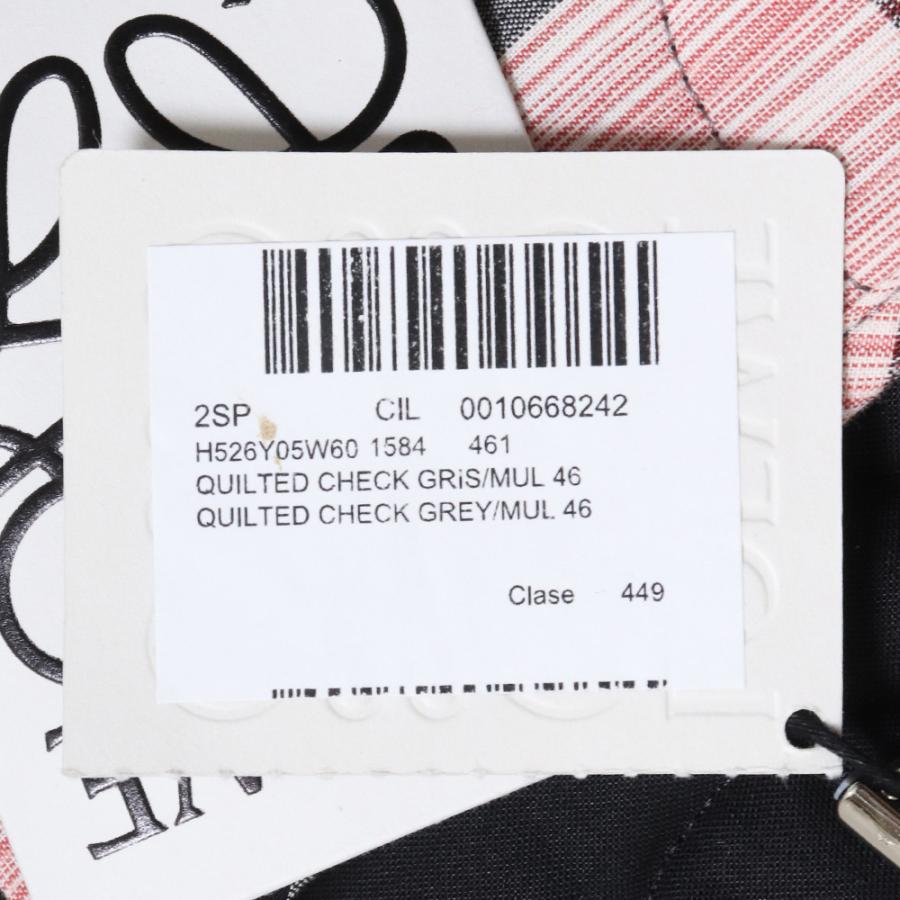 2SP CIL 0010668242
H526Y05W60 1584 461
QUILTED CHECK GRiS/MUL 46
QUILTED CHECK GREY/MUL 46
Clase 449